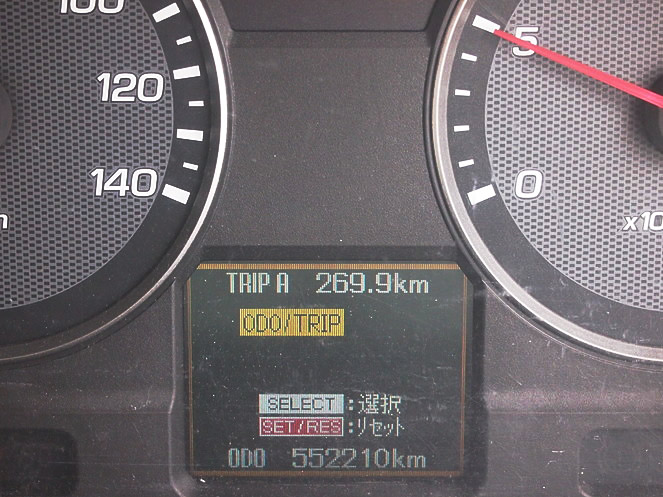 100
120
140
5
0
x10
TRIP A 269.9km
ODO/TRIP
SELECT:選択
SET/RES:リセット
ODO 552210km